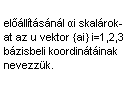 előállításánál αi skalárok-
at az u vektor {ai} i=1,2,3
bázisbeli koordinátáinak
nevezzük.